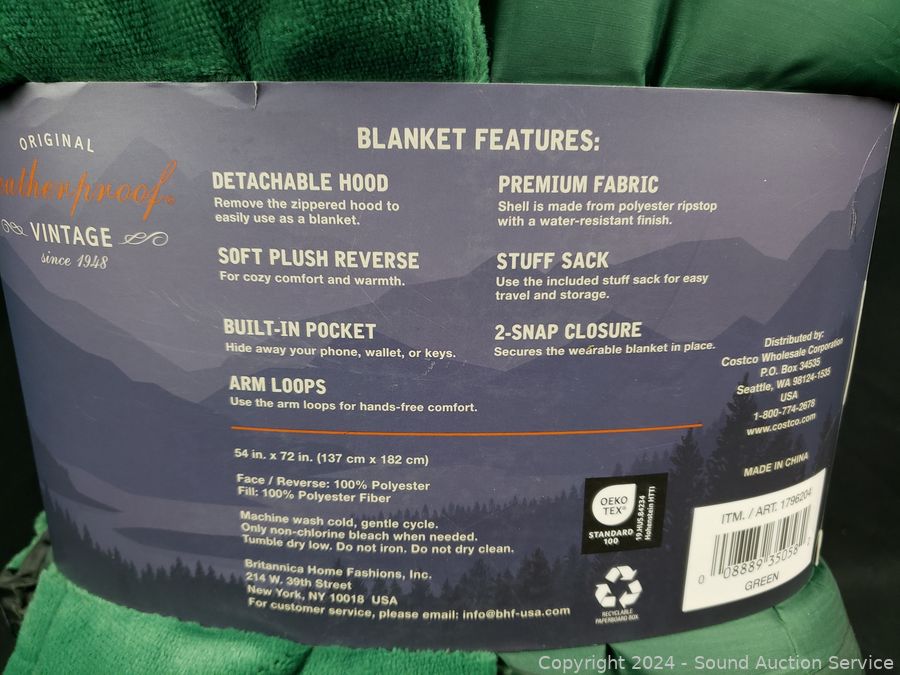 ORIGINAL
VINTAGE
since 1948
BLANKET FEATURES:
DETACHABLE HOOD
Remove the zippered hood to
easily use as a blanket.
SOFT PLUSH REVERSE
For cozy comfort and warmth.
BUILT-IN POCKET
Hide away your phone, wallet, or keys.
ARM LOOPS
Use the arm loops for hands-free comfort.
PREMIUM FABRIC
Shell is made from polyester ripstop
with a water-resistant finish.
STUFF SACK
Use the included stuff sack for easy
travel and storage.
2-SNAP CLOSURE
Secures the wearable blanket in place.
54 in. x 72 in. (137 cm x 182 cm)
Face / Reverse: 100% Polyester
Fill: 100% Polyester Fiber
Machine wash cold, gentle cycle.
Only non-chlorine bleach when needed.
Tumble dry low. Do not iron. Do not dry clean.
Britannica Home Fashions, Inc.
214 W. 39th Street
New York, NY 10018 USA
For customer service, please email: info@bhf-usa.com
Distributed by:
Costco Wholesale Corporation
P.O. Box 34535
Seattle, WA 98124-1535
USA
1-800-774-2678
www.costco.com
MADE IN CHINA
OEKO
TEX®
STANDARD
100
19.HUS.84234
Hohenstein HTTI
RECYCLABLE
PAPERBOARD BOX
ITM. / ART. 1796204
0 08889 35058 2
GREEN
Copyright 2024 - Sound Auction Service